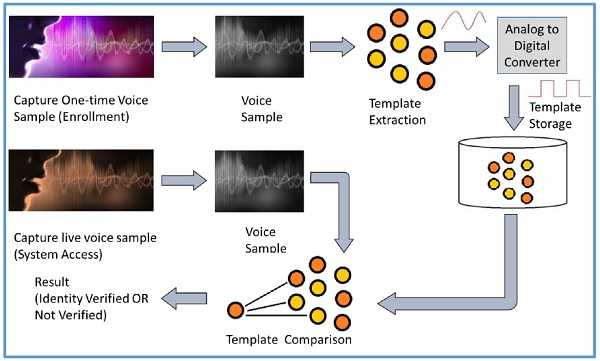 Analog to
Digital
Converter
Capture One-time Voice
Sample (Enrollment)
Voice
Sample
Template
Extraction
Template
Storage
Capture live voice sample
(System Access)
Voice
Sample
Result
(Identity Verified OR
Not Verified)
Template Comparison